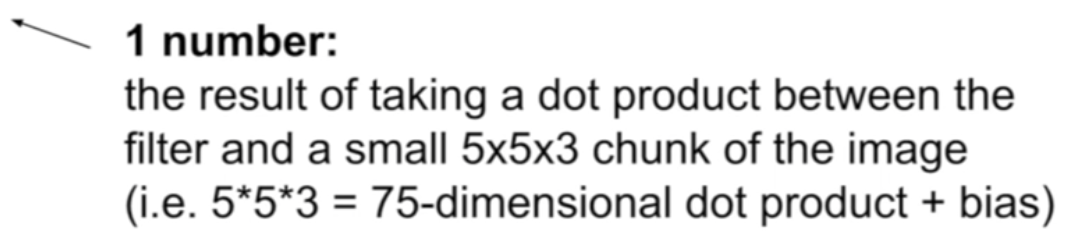 1 number:
the result of taking a dot product between the
filter and a small 5x5x3 chunk of the image
(i.e. 5*5*3 = 75-dimensional dot product + bias)